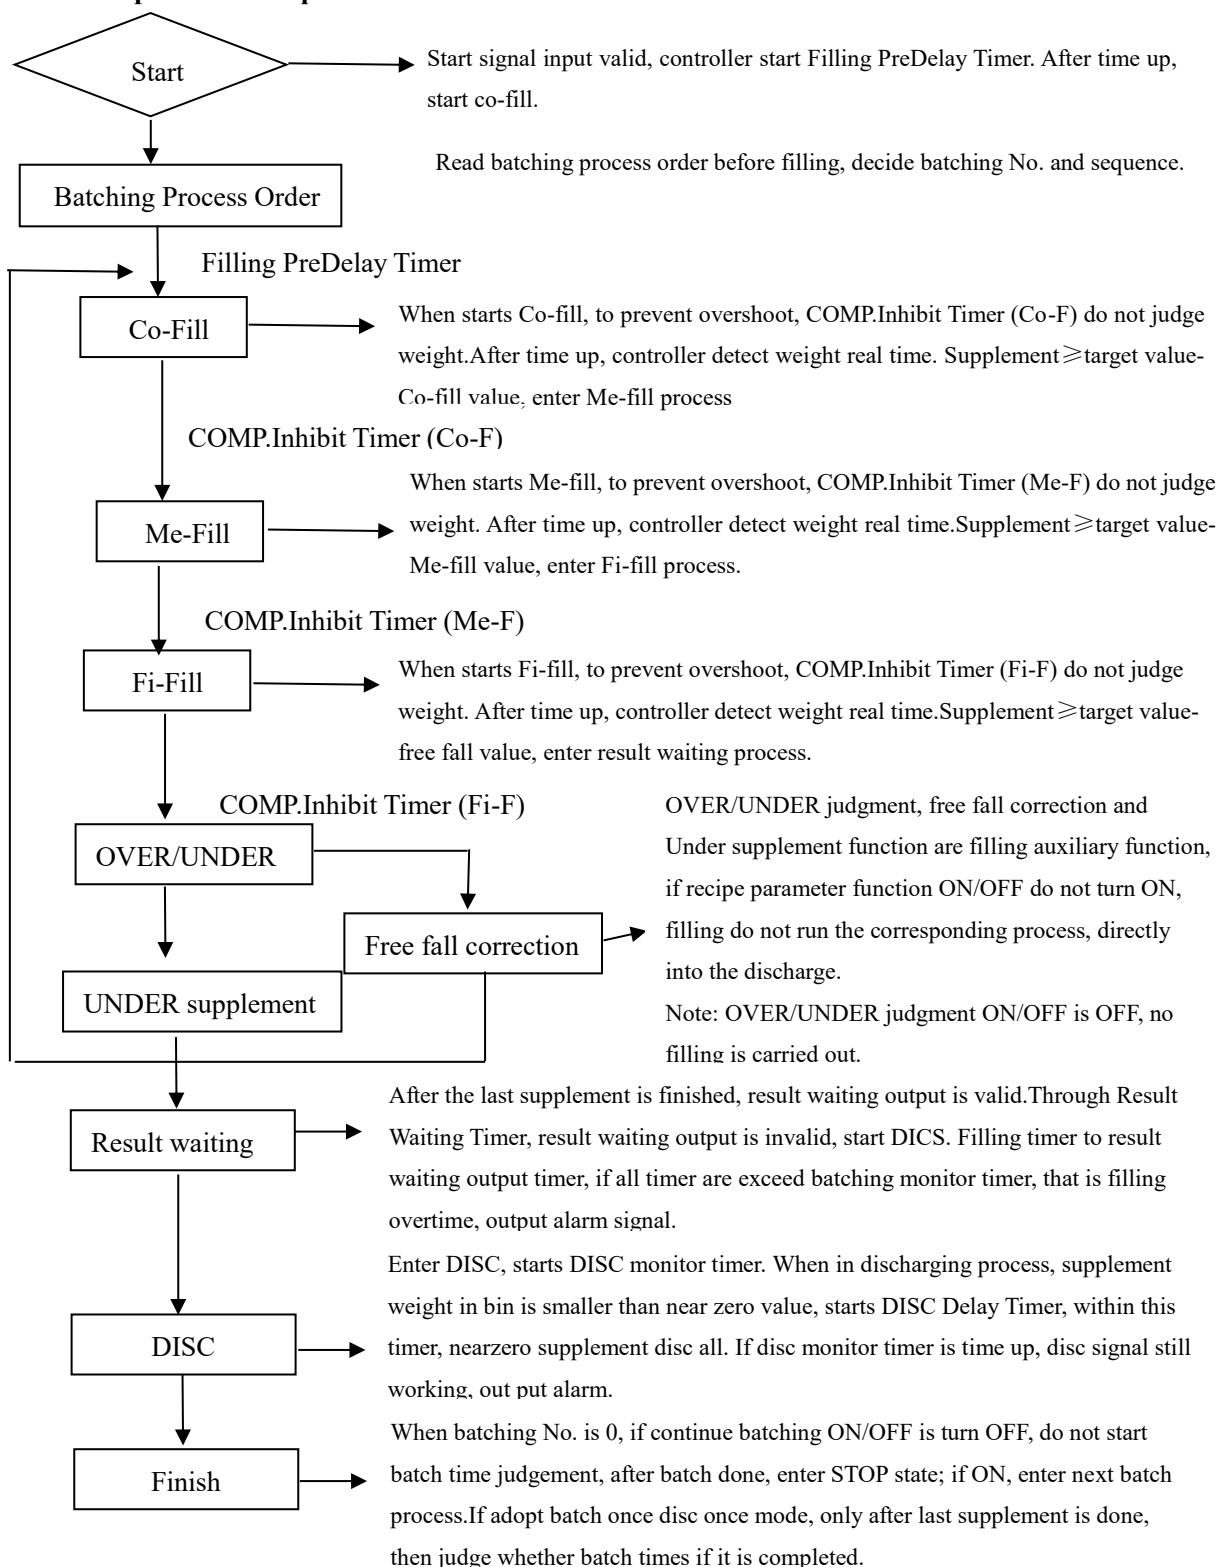 Start
Start signal input valid, controller start Filling PreDelay Timer. After time up,
start co-fill.
Read batching process order before filling, decide batching No. and sequence.
Batching Process Order
Filling PreDelay Timer
Co-Fill
When starts Co-fill, to prevent overshoot, COMP.Inhibit Timer (Co-F) do not judge
weight.After time up, controller detect weight real time. Supplement≥target value-
Co-fill value, enter Me-fill process
COMP.Inhibit Timer (Co-F)
Me-Fill
When starts Me-fill, to prevent overshoot, COMP.Inhibit Timer (Me-F) do not judge
weight. After time up, controller detect weight real time.Supplement≥target value-
Me-fill value, enter Fi-fill process.
COMP.Inhibit Timer (Me-F)
Fi-Fill
When starts Fi-fill, to prevent overshoot, COMP.Inhibit Timer (Fi-F) do not judge
weight. After time up, controller detect weight real time.Supplement≥target value-
free fall value, enter result waiting process.
COMP.Inhibit Timer (Fi-F)
OVER/UNDER
Free fall correction
UNDER supplement
OVER/UNDER judgment, free fall correction and
Under supplement function are filling auxiliary function,
if recipe parameter function ON/OFF do not turn ON,
filling do not run the corresponding process, directly
into the discharge.
Note: OVER/UNDER judgment ON/OFF is OFF, no
filling is carried out.
Result waiting
After the last supplement is finished, result waiting output is valid.Through Result
Waiting Timer, result waiting output is invalid, start DICS. Filling timer to result
waiting output timer, if all timer are exceed batching monitor timer, that is filling
overtime, output alarm signal.
DISC
Enter DISC, starts DISC monitor timer. When in discharging process, supplement
weight in bin is smaller than near zero value, starts DISC Delay Timer, within this
timer, nearzero supplement disc all. If disc monitor timer is time up, disc signal still
working, out put alarm.
Finish
When batching No. is 0, if continue batching ON/OFF is turn OFF, do not start
batch time judgement, after batch done, enter STOP state; if ON, enter next batch
process.If adopt batch once disc once mode, only after last supplement is done,
then judge whether batch times if it is completed.